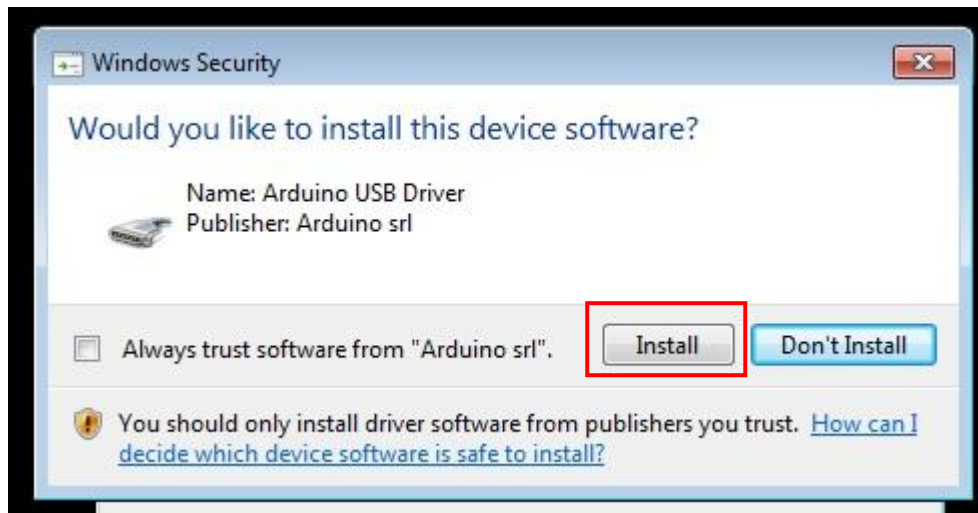 Windows Security
Would you like to install this device software?
Name: Arduino USB Driver
Publisher: Arduino srl
Always trust software from "Arduino srl".
Install
Don't Install
You should only install driver software from publishers you trust. How can I
decide which device software is safe to install?